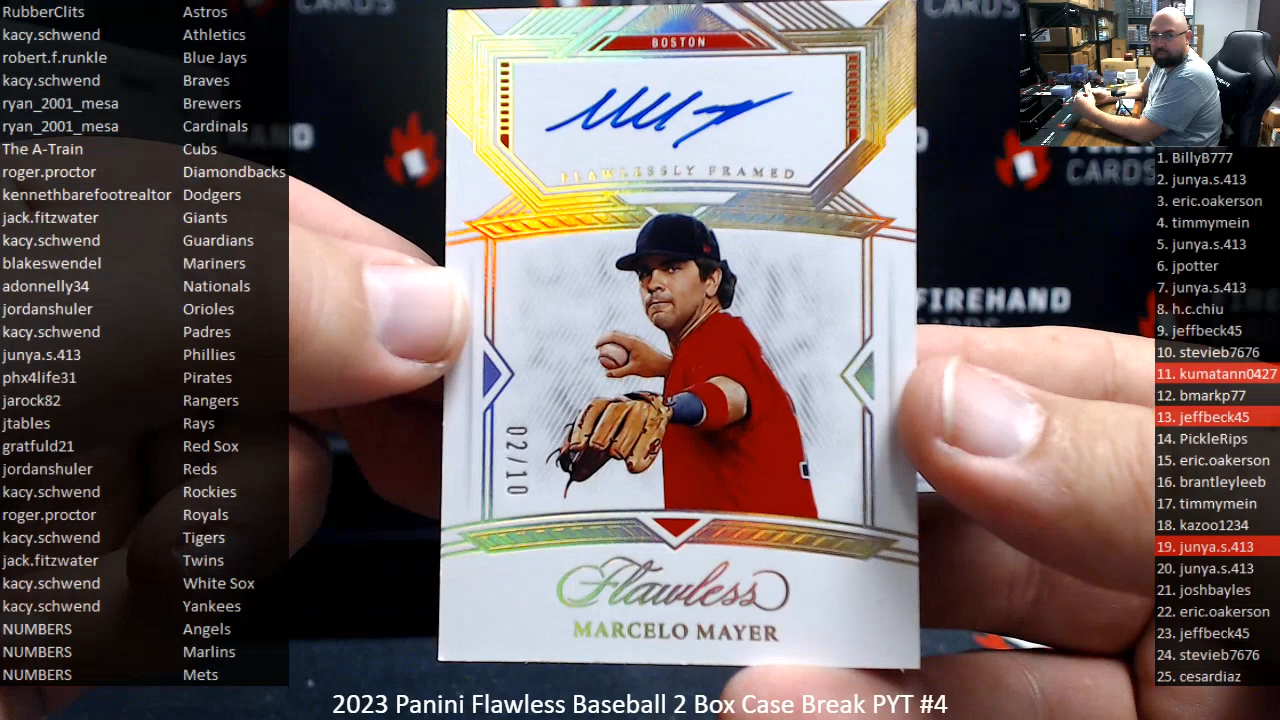 RubberClits Astros
kacy.schwend Athletics
robert.f.runkle Blue Jays
kacy.schwend Braves
ryan_2001_mesa Brewers
ryan_2001_mesa Cardinals
The A-Train Cubs
roger.proctor Diamondbacks
kennethbarefootrealtor Dodgers
jack.fitzwater Giants
kacy.schwend Guardians
blakeswendel Mariners
adonnelly34 Nationals
jordanshuler Orioles
kacy.schwend Padres
junya.s.413 Phillies
phx4life31 Pirates
jarock82 Rangers
jtables Rays
gratfuld21 Red Sox
jordanshuler Reds
kacy.schwend Rockies
roger.proctor Royals
kacy.schwend Tigers
jack.fitzwater Twins
kacy.schwend White Sox
kacy.schwend Yankees
NUMBERS Angels
NUMBERS Marlins
NUMBERS Mets
CARDS
CARDS
BOSTON
FLAWLESSLY FRAMED
02/10
Flawless
MARCELO MAYER
CARDS
FIREHAND
CARDS
1. BillyB777
2. junya.s.413
3. eric.oakerson
4. timmymein
5. junya.s.413
6. jpotter
7. junya.s.413
8. h.c.chiu
9. jeffbeck45
10. stevieb7676
11. kumatann0427
12. bmarkp77
13. jeffbeck45
14. PickleRips
15. eric.oakerson
16. brantleyleeb
17. timmymein
18. kazoo1234
19. junya.s.413
20. junya.s.413
21. joshbayles
22. eric.oakerson
23. jeffbeck45
24. stevieb7676
25. cesardiaz
2023 Panini Flawless Baseball 2 Box Case Break PYT #4